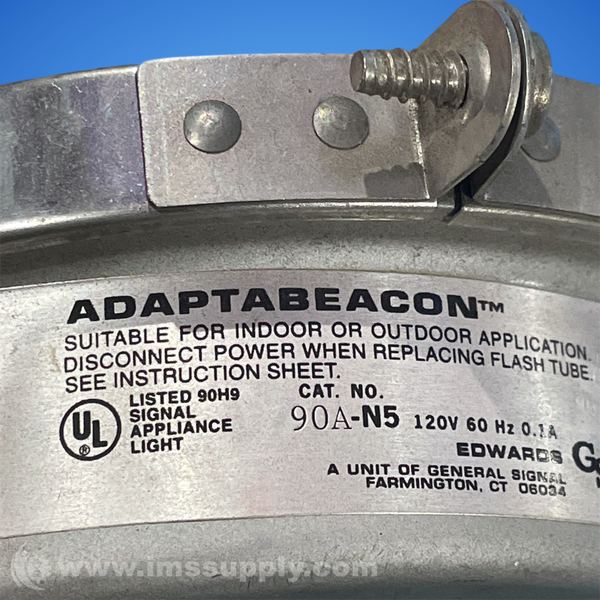 ADAPTABEACON™
SUITABLE FOR INDOOR OR OUTDOOR APPLICATION.
DISCONNECT POWER WHEN REPLACING FLASH TUBE.
SEE INSTRUCTION SHEET.
UL
LISTED 90H9
SIGNAL
APPLIANCE
LIGHT
CAT. NO.
90A-N5 120V 60 Hz 0.1A
EDWARDS
A UNIT OF GENERAL SIGNAL
FARMINGTON, CT 06034
www.imssupply.com